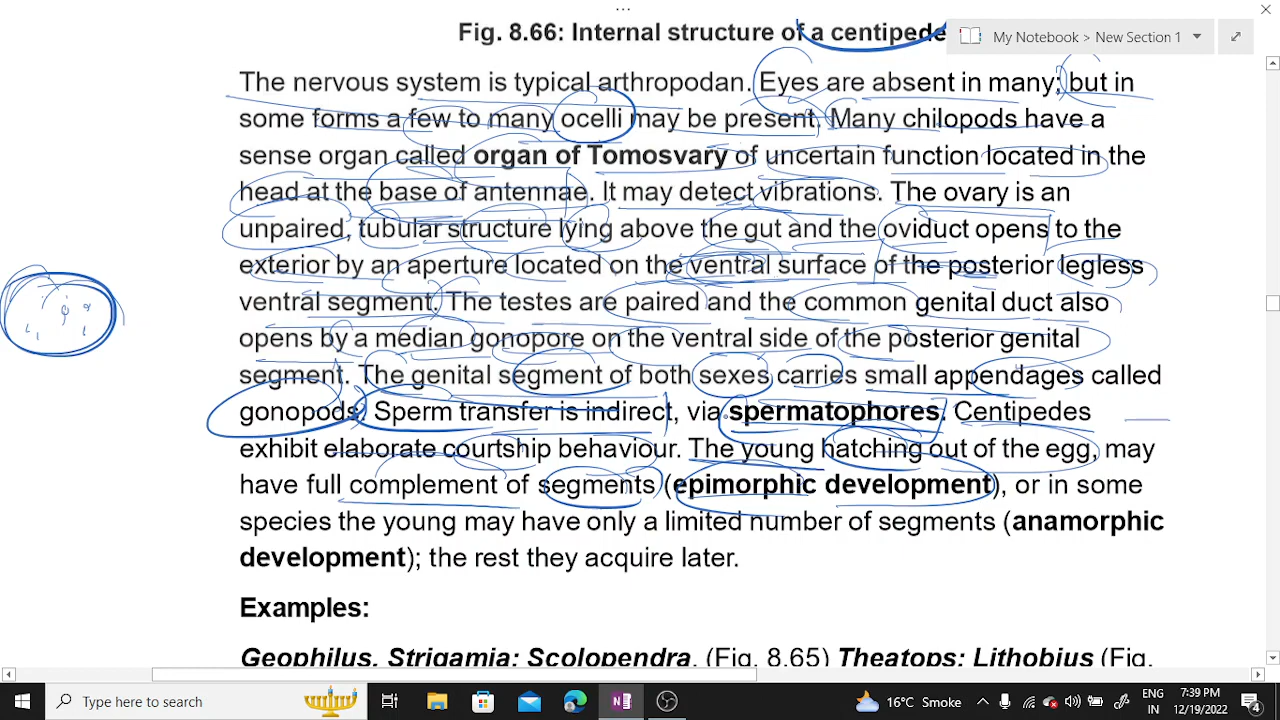 ...
Fig. 8.66: Internal structure of a centipede
My Notebook > New Section 1
The nervous system is typical arthropodan. Eyes are absent in many; but in
some forms a few to many ocelli may be present. Many chilopods have a
sense organ called organ of Tomosvary of uncertain function located in the
head at the base of antennae. It may detect vibrations. The ovary is an
unpaired, tubular structure lying above the gut and the oviduct opens to the
exterior by an aperture located on the ventral surface of the posterior legless
ventral segment. The testes are paired and the common genital duct also
opens by a median gonopore on the ventral side of the posterior genital
segment. The genital segment of both sexes carries small appendages called
gonopods. Sperm transfer is indirect, via spermatophores. Centipedes
exhibit elaborate courtship behaviour. The young hatching out of the egg, may
have full complement of segments (epimorphic development), or in some
species the young may have only a limited number of segments (anamorphic
development); the rest they acquire later.
Examples:
Geophilus, Strigamia; Scolopendra, (Fig. 8.65) Theatops; Lithobius (Fig.
Type here to search
16°C Smoke
ENG
IN
7:39 PM
12/19/2022
4